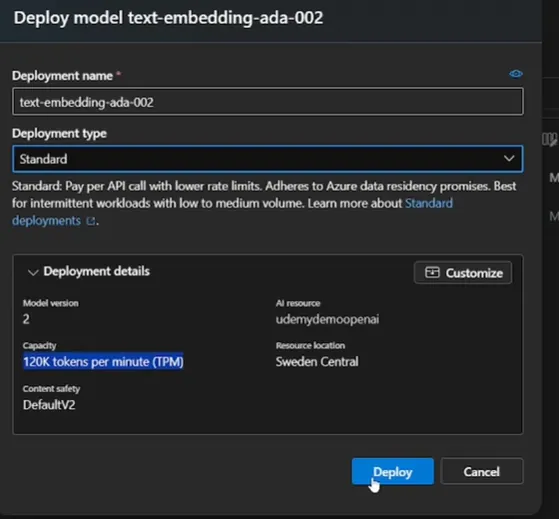 Deploy model text-embedding-ada-002
Deployment name *
text-embedding-ada-002
Deployment type
Standard
Standard: Pay per API call with lower rate limits. Adheres to Azure data residency promises. Best
for intermittent workloads with low to medium volume. Learn more about Standard
deployments.
Deployment details
Customize
Model version
2
AI resource
udemydemoopenai
Capacity
120K tokens per minute (TPM)
Resource location
Sweden Central
Content safety
DefaultV2
Deploy
Cancel
M
M